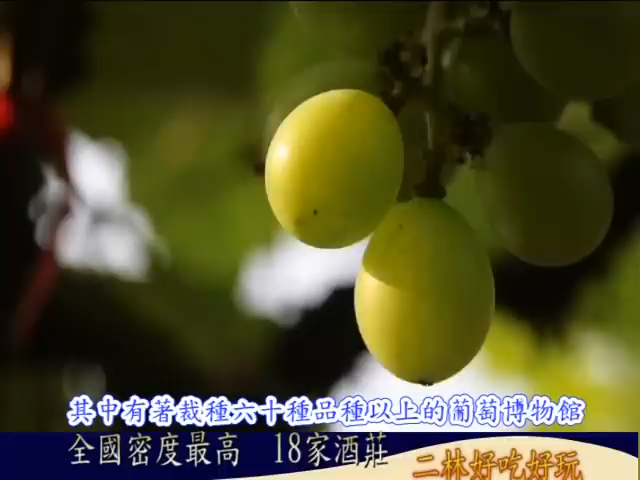 其中有著裁種六十種品種以上的葡萄博物館
全國密度最高 18家酒莊
二林好吃好玩